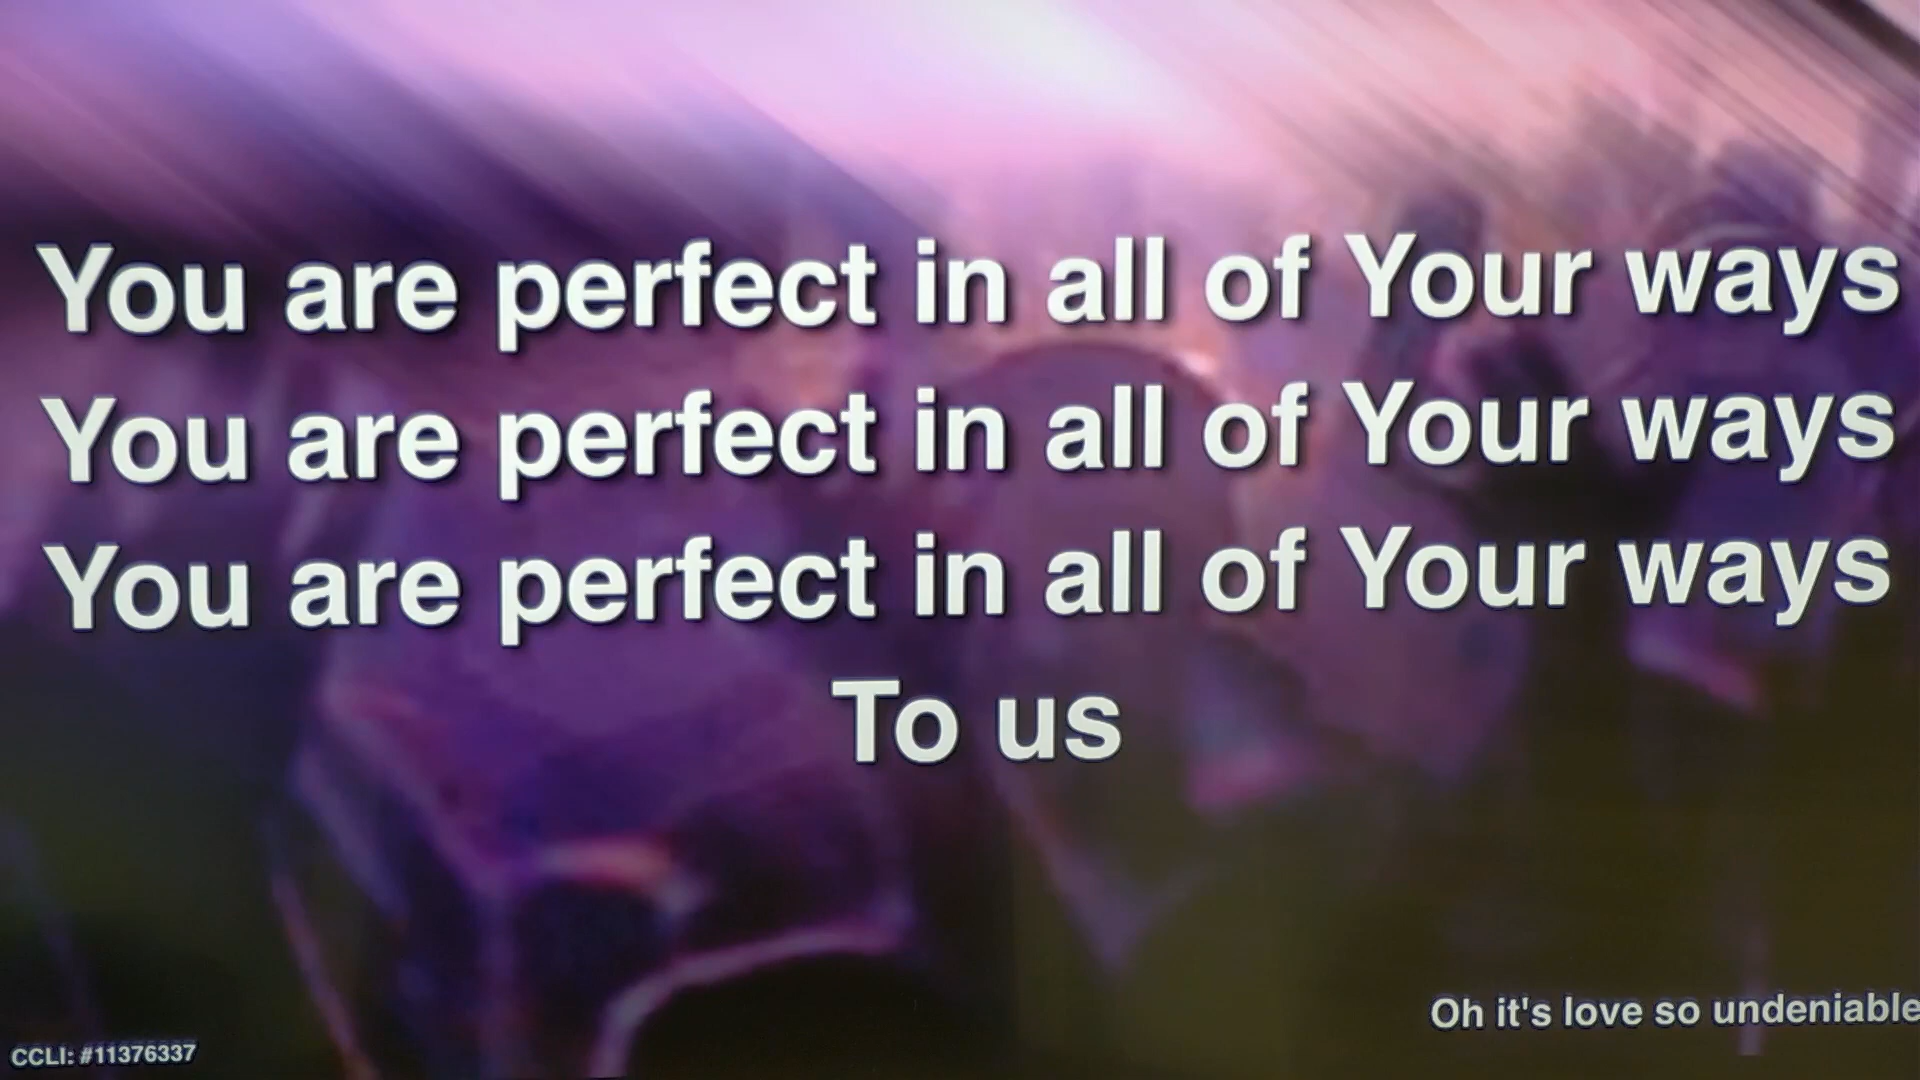 You are perfect in all of Your ways
You are perfect in all of Your ways
You are perfect in all of Your ways
To us
Oh it's love so undeniable
CCLI: #11376337